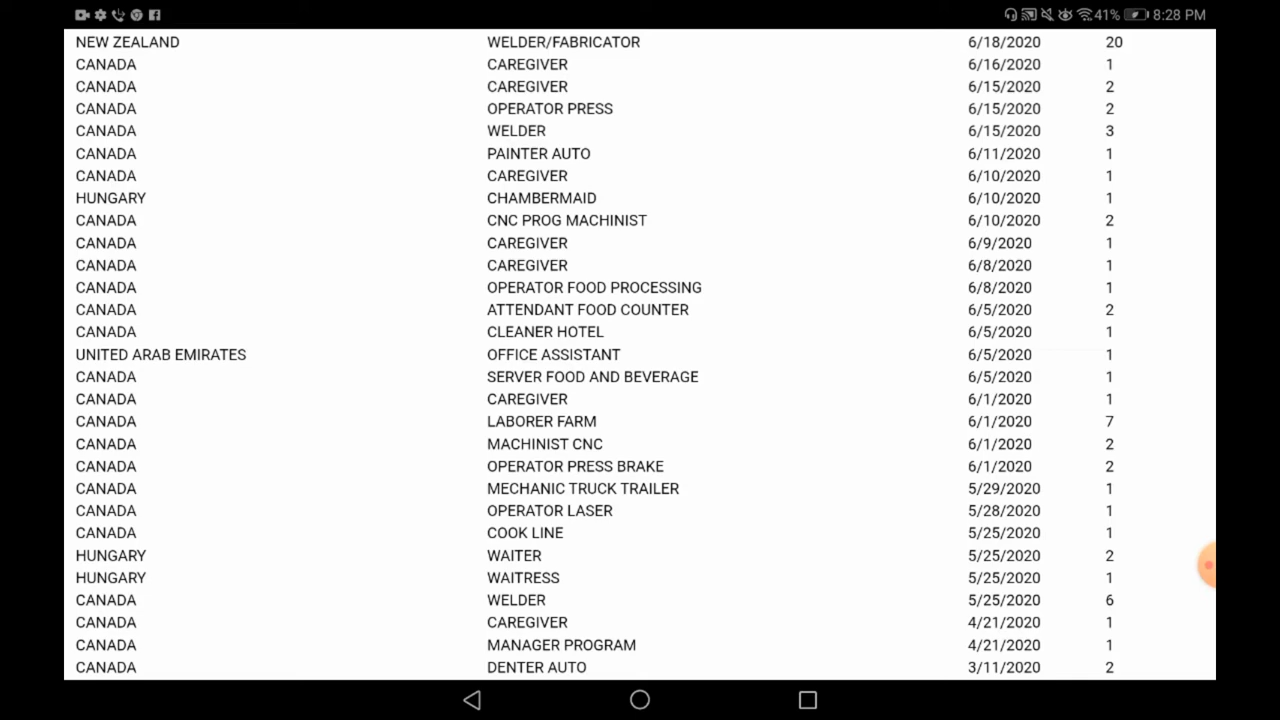 41% 8:28 PM
NEW ZEALAND WELDER/FABRICATOR 6/18/2020 20
CANADA CAREGIVER 6/16/2020 1
CANADA CAREGIVER 6/15/2020 2
CANADA OPERATOR PRESS 6/15/2020 2
CANADA WELDER 6/15/2020 3
CANADA PAINTER AUTO 6/11/2020 1
CANADA CAREGIVER 6/10/2020 1
HUNGARY CHAMBERMAID 6/10/2020 1
CANADA CNC PROG MACHINIST 6/10/2020 2
CANADA CAREGIVER 6/9/2020 1
CANADA CAREGIVER 6/8/2020 1
CANADA OPERATOR FOOD PROCESSING 6/8/2020 1
CANADA ATTENDANT FOOD COUNTER 6/5/2020 2
CANADA CLEANER HOTEL 6/5/2020 1
UNITED ARAB EMIRATES OFFICE ASSISTANT 6/5/2020 1
CANADA SERVER FOOD AND BEVERAGE 6/5/2020 1
CANADA CAREGIVER 6/1/2020 1
CANADA LABORER FARM 6/1/2020 7
CANADA MACHINIST CNC 6/1/2020 2
CANADA OPERATOR PRESS BRAKE 6/1/2020 2
CANADA MECHANIC TRUCK TRAILER 5/29/2020 1
CANADA OPERATOR LASER 5/28/2020 1
CANADA COOK LINE 5/25/2020 1
HUNGARY WAITER 5/25/2020 2
HUNGARY WAITRESS 5/25/2020 1
CANADA WELDER 5/25/2020 6
CANADA CAREGIVER 4/21/2020 1
CANADA MANAGER PROGRAM 4/21/2020 1
CANADA DENTER AUTO 3/11/2020 2